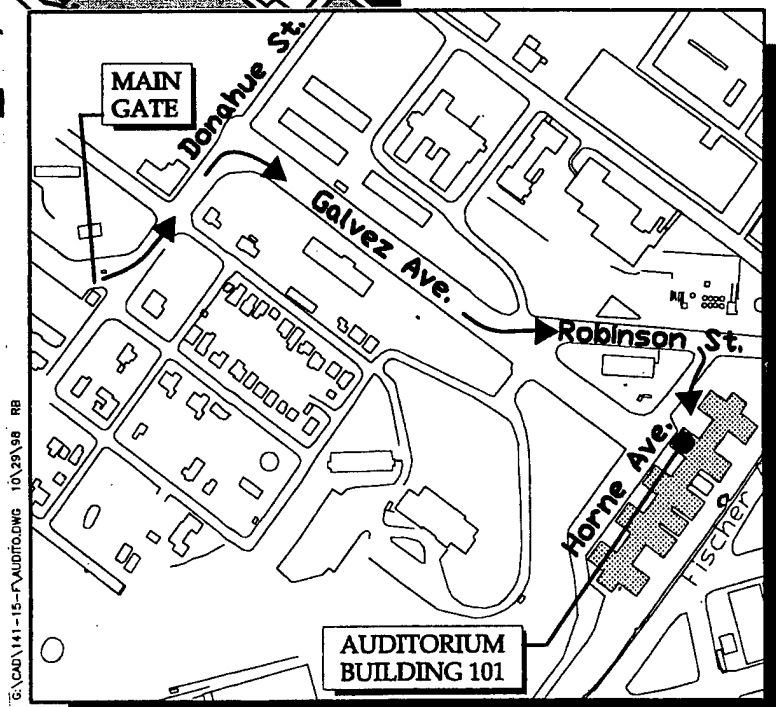 MAIN
GATE
Donahue St.
Galvez Ave.
Robinson St.
Horne Ave.
Fischer
AUDITORIUM
BUILDING 101
G:\CAD\141-15-F\AUDITO.DWG 10\29\98 RB